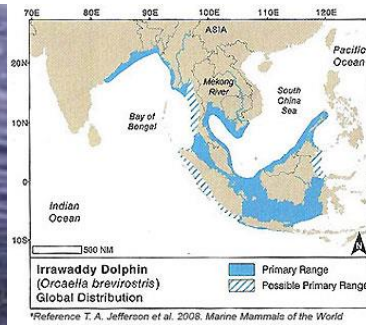 70E 80E 90E 100E 110E 120E
ASIA
Pacific
Ocean
20N
Mekong
River
South
China
Sea
Bay of
Bengal
10N
0
Indian
Ocean
10S
500 NM
N
Irrawaddy Dolphin
(Orcaella brevirostris)
Global Distribution
Primary Range
Possible Primary Range
*Reference T. A. Jefferson et al. 2008. Marine Mammals of the World